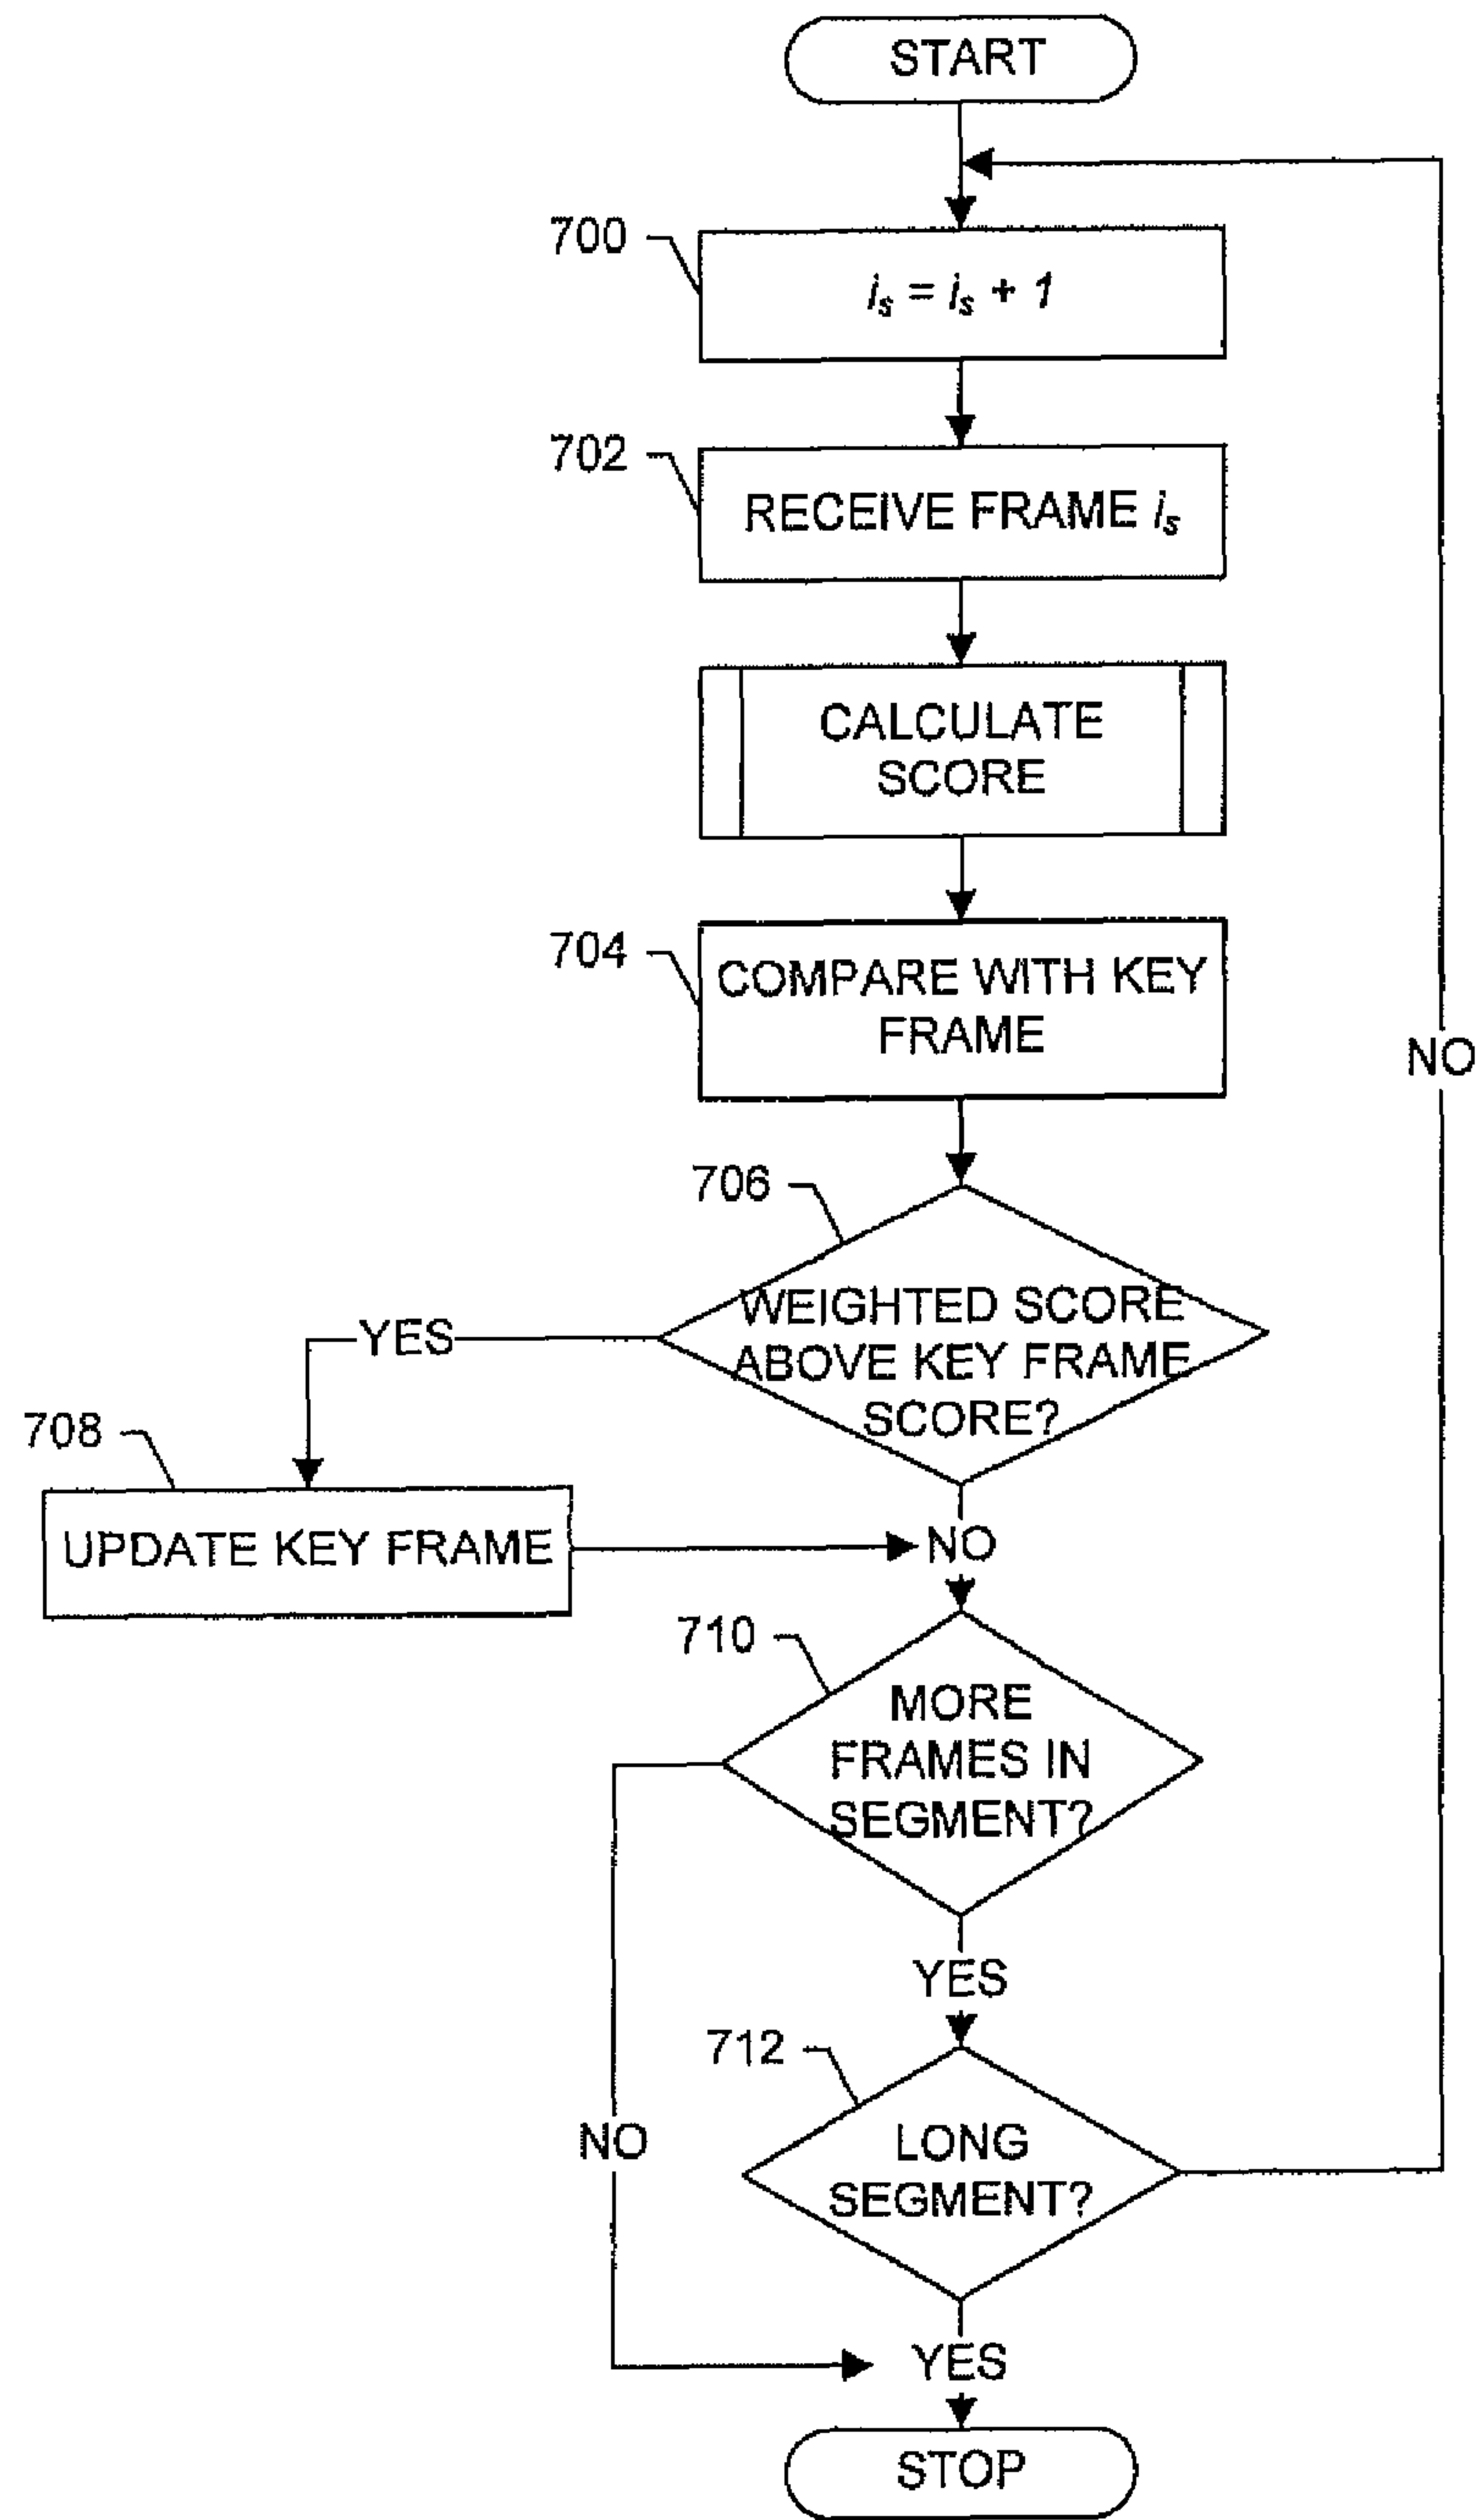 START
700
i_s = i_s + 1
702
RECEIVE FRAME i_s
CALCULATE
SCORE
704
COMPARE WITH KEY
FRAME
NO
706
WEIGHTED SCORE
ABOVE KEY FRAME
SCORE?
YES
708
UPDATE KEY FRAME
NO
710
MORE
FRAMES IN
SEGMENT?
YES
712
LONG
SEGMENT?
NO
YES
STOP